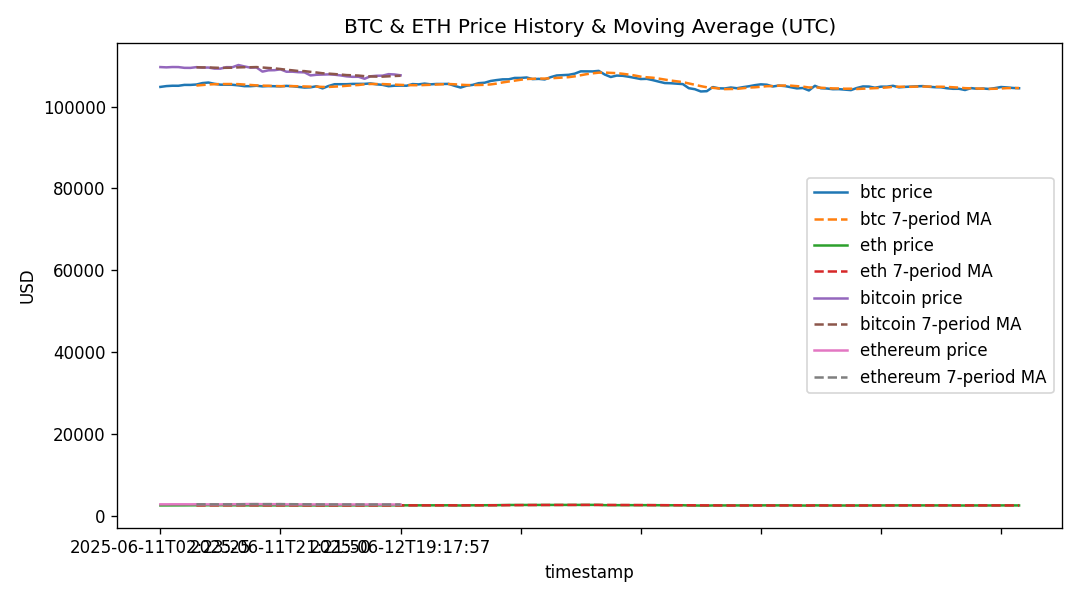 BTC & ETH Price History & Moving Average (UTC)
USD
100000
80000
60000
40000
20000
0
btc price
btc 7-period MA
eth price
eth 7-period MA
bitcoin price
bitcoin 7-period MA
ethereum price
ethereum 7-period MA
2025-06-12T19:17:57
timestamp